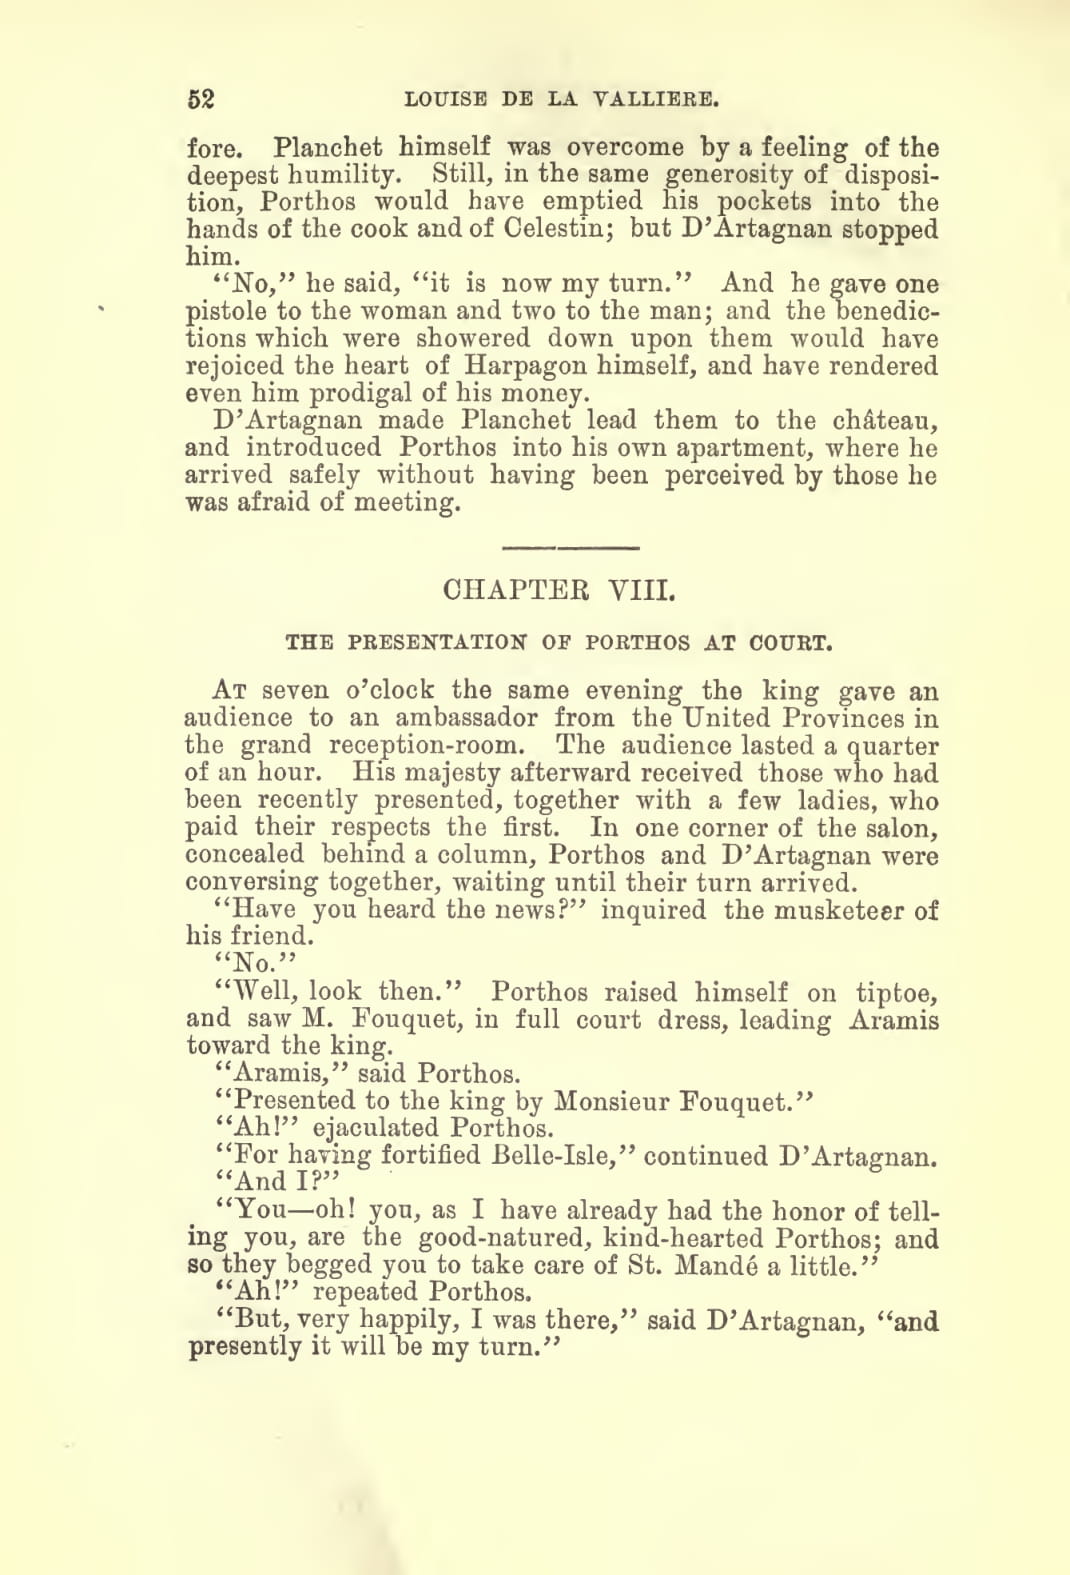 52 LOUISE DE LA VALLIERE.
fore. Planchet himself was overcome by a feeling of the
deepest humility. Still, in the same generosity of disposi-
tion, Porthos would have emptied his pockets into the
hands of the cook and of Celestin; but D'Artagnan stopped
him.
“No,” he said, “it is now my turn.” And he gave one
pistole to the woman and two to the man; and the benedic-
tions which were showered down upon them would have
rejoiced the heart of Harpagon himself, and have rendered
even him prodigal of his money.
D'Artagnan made Planchet lead them to the château,
and introduced Porthos into his own apartment, where he
arrived safely without having been perceived by those he
was afraid of meeting.
CHAPTER VIII.
THE PRESENTATION OF PORTHOS AT COURT.
AT seven o'clock the same evening the king gave an
audience to an ambassador from the United Provinces in
the grand reception-room. The audience lasted a quarter
of an hour. His majesty afterward received those who had
been recently presented, together with a few ladies, who
paid their respects the first. In one corner of the salon,
concealed behind a column, Porthos and D'Artagnan were
conversing together, waiting until their turn arrived.
“Have you heard the news?” inquired the musketeer of
his friend.
“No.”
“Well, look then.” Porthos raised himself on tiptoe,
and saw M. Fouquet, in full court dress, leading Aramis
toward the king.
“Aramis,” said Porthos.
“Presented to the king by Monsieur Fouquet.”
“Ah!” ejaculated Porthos.
“For having fortified Belle-Isle,” continued D'Artagnan.
“And I?”
“You—oh! you, as I have already had the honor of tell-
ing you, are the good-natured, kind-hearted Porthos; and
so they begged you to take care of St. Mandé a little.”
“Ah!” repeated Porthos.
“But, very happily, I was there,” said D'Artagnan, “and
presently it will be my turn.”